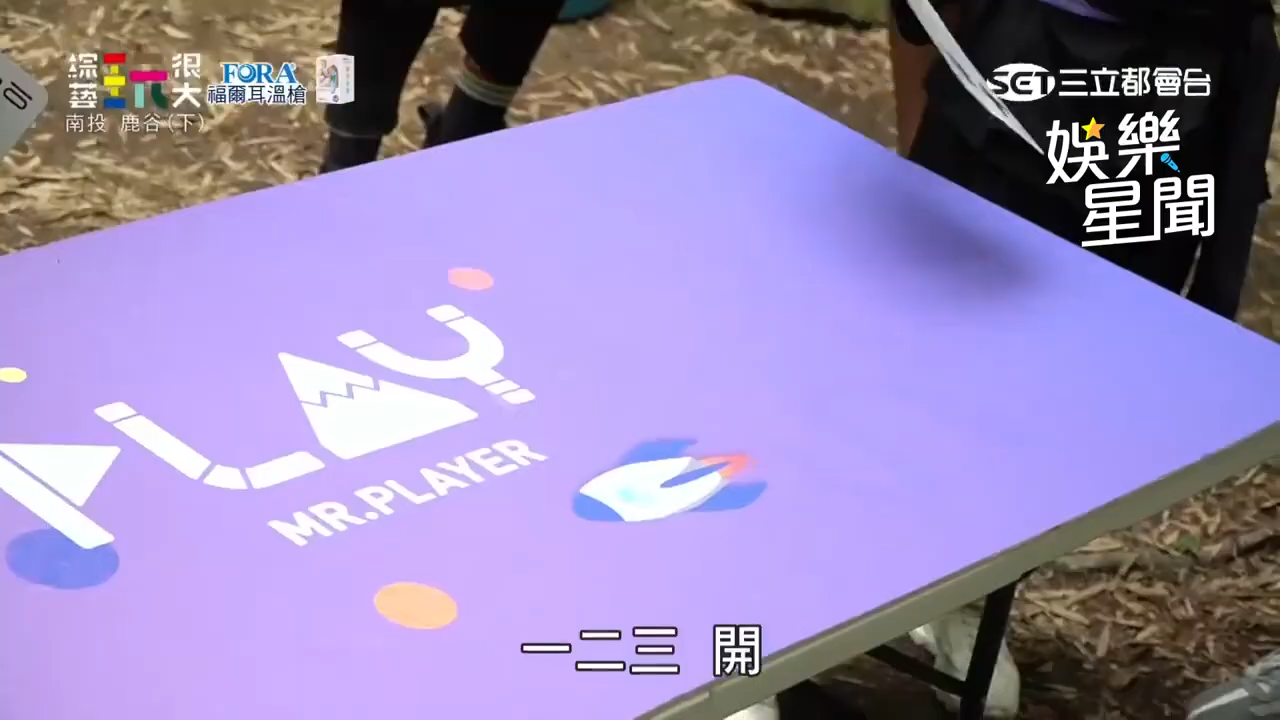 綜藝玩很大
FORA
福爾耳溫槍
南投 鹿谷(下)
SET三立都會台
娛樂
星聞
PLAY
MR.PLAYER
一二三 開